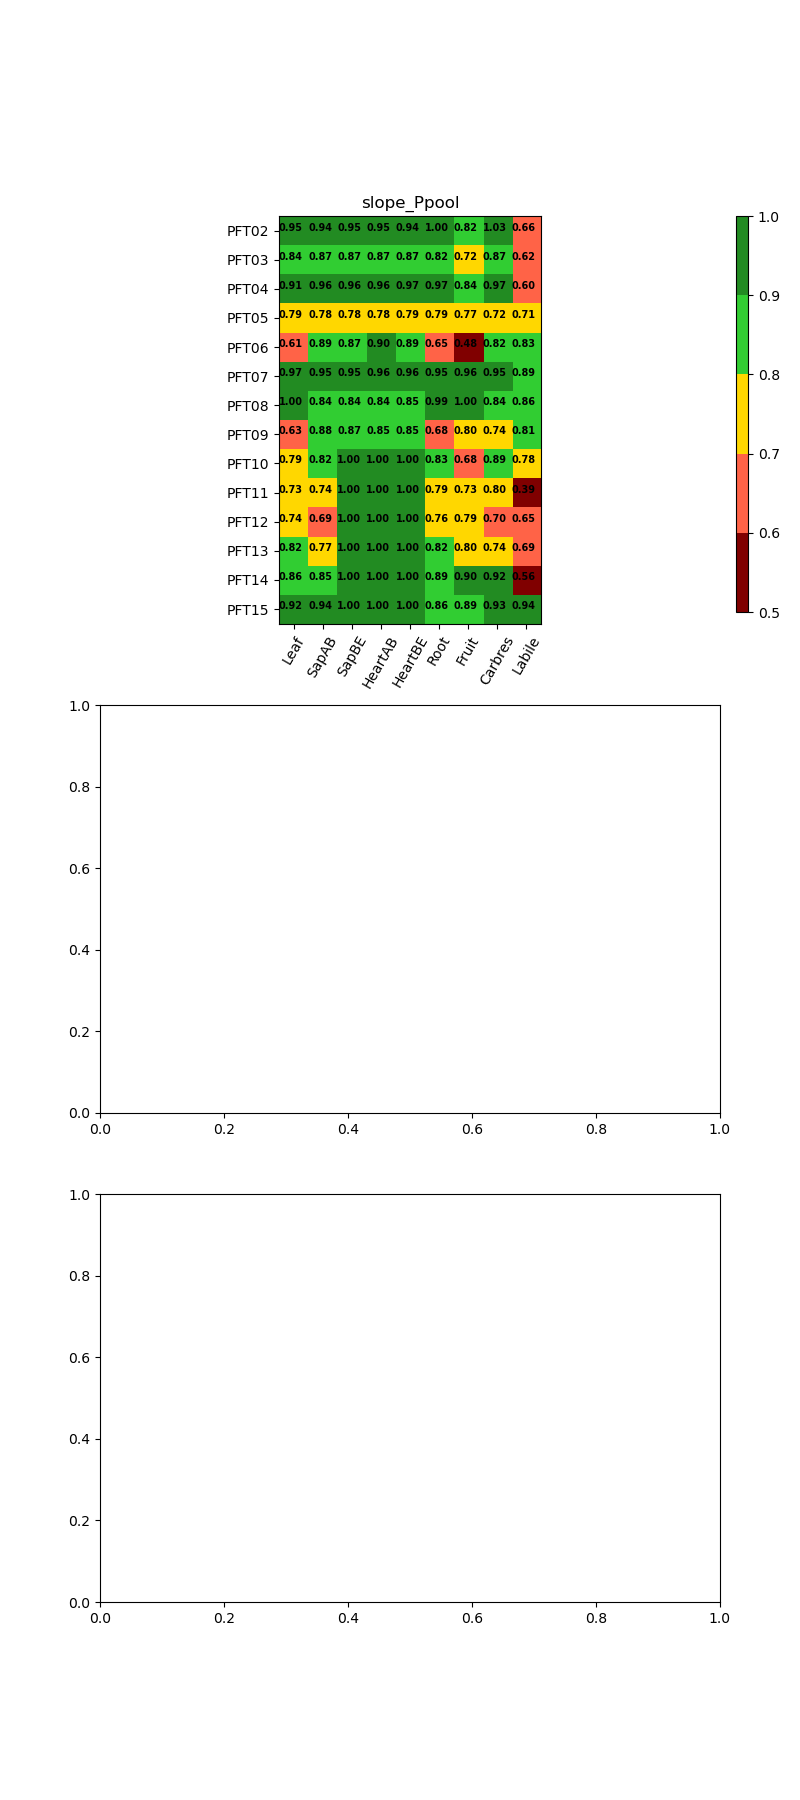 slope_Ppool
PFT02 0.95 0.94 0.95 0.95 0.94 1.00 0.82 1.03 0.66
PFT03 0.84 0.87 0.87 0.87 0.87 0.82 0.72 0.87 0.62
PFT04 0.91 0.96 0.96 0.96 0.97 0.97 0.84 0.97 0.60
PFT05 0.79 0.78 0.78 0.78 0.79 0.79 0.77 0.72 0.71
PFT06 0.61 0.89 0.87 0.90 0.89 0.65 0.48 0.82 0.83
PFT07 0.97 0.95 0.95 0.96 0.96 0.95 0.96 0.95 0.89
PFT08 1.00 0.84 0.84 0.84 0.85 0.99 1.00 0.84 0.86
PFT09 0.63 0.88 0.87 0.85 0.85 0.68 0.80 0.74 0.81
PFT10 0.79 0.82 1.00 1.00 1.00 0.83 0.68 0.89 0.78
PFT11 0.73 0.74 1.00 1.00 1.00 0.79 0.73 0.80 0.39
PFT12 0.74 0.69 1.00 1.00 1.00 0.76 0.79 0.70 0.65
PFT13 0.82 0.77 1.00 1.00 1.00 0.82 0.80 0.74 0.69
PFT14 0.86 0.85 1.00 1.00 1.00 0.89 0.90 0.92 0.56
PFT15 0.92 0.94 1.00 1.00 1.00 0.86 0.89 0.93 0.94
Leaf SapAB SapBE HeartAB HeartBE Root Fruit Carbres Labile
1.0
0.9
0.8
0.7
0.6
0.5
1.0
0.8
0.6
0.4
0.2
0.0
0.0 0.2 0.4 0.6 0.8 1.0
1.0
0.8
0.6
0.4
0.2
0.0
0.0 0.2 0.4 0.6 0.8 1.0